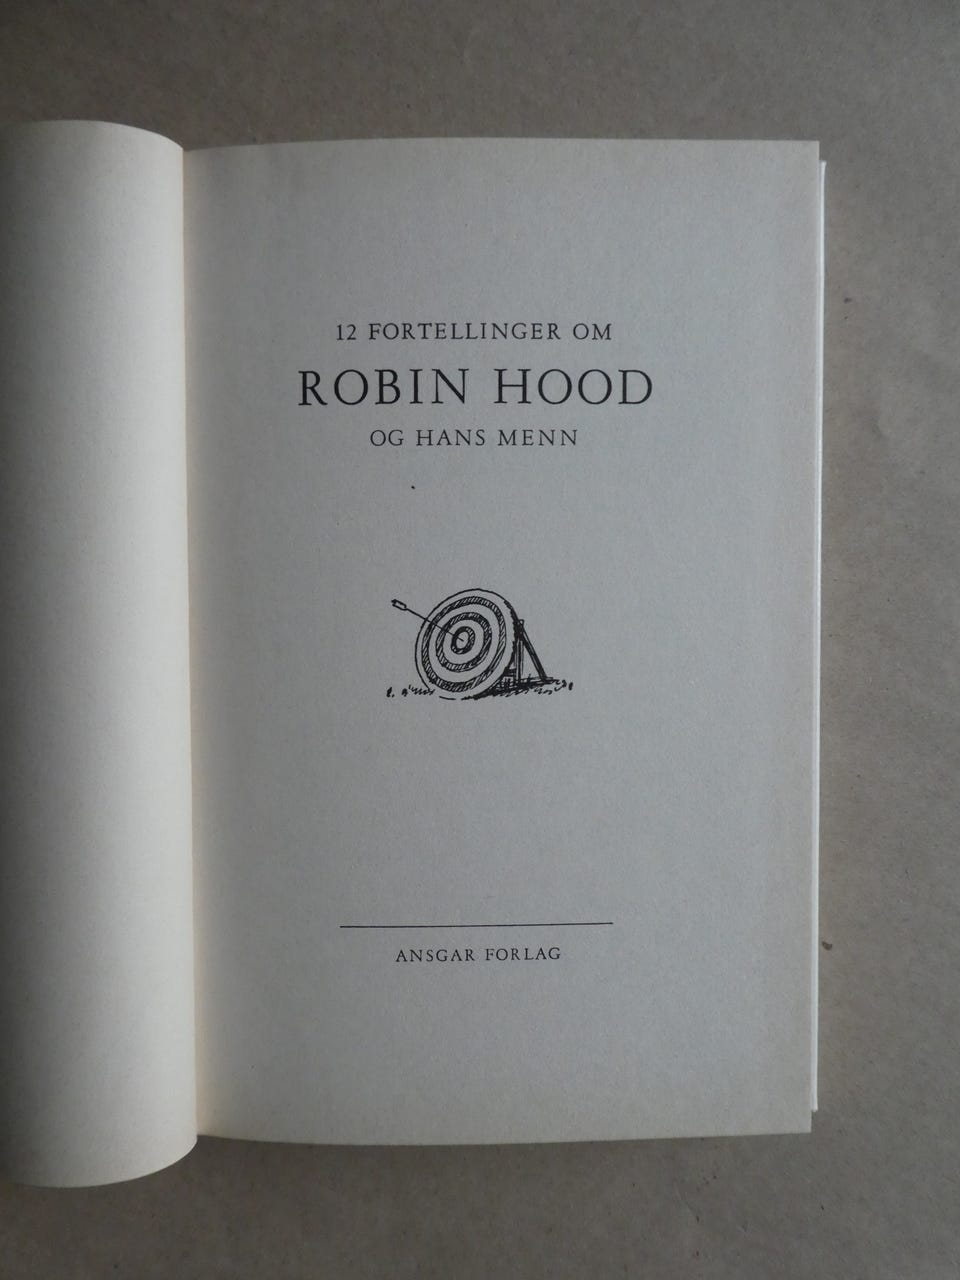 12 FORTELLINGER OM
ROBIN HOOD
OG HANS MENN
ANSGAR FORLAG